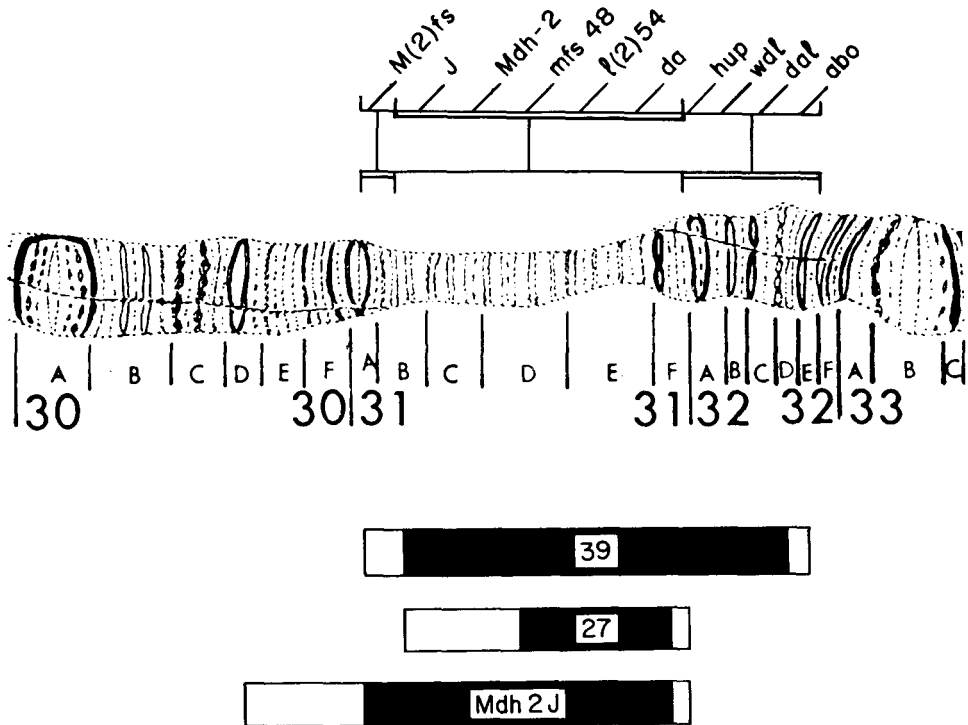 M(2)fs J Mdh-2 mfs 48 ℓ(2)54 da hup wdℓ daℓ abo
A B C D E F A B C D E F A B C D E F A B C
30 30 31 31 32 32 33
39
27
Mdh 2 J